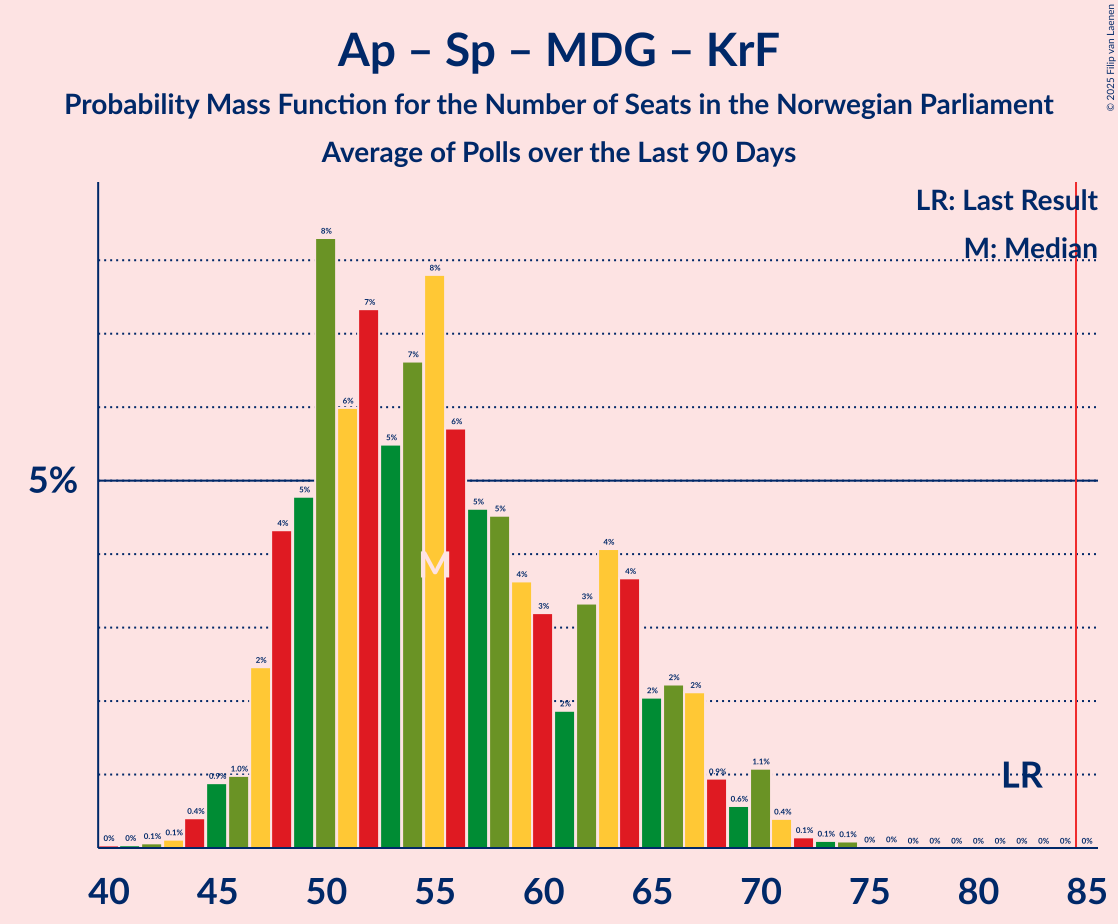 Ap – Sp – MDG – KrF
Probability Mass Function for the Number of Seats in the Norwegian Parliament
Average of Polls over the Last 90 Days
© 2025 Filip van Laenen
LR: Last Result
M: Median
5%
0% 0% 0.1% 0.1% 0.4% 0.9% 1.0% 2% 4% 5% 8% 6% 7% 5% 7% 8% 6% 5% 5% 4% 3% 2% 3% 4% 4% 2% 2% 2% 0.9% 0.6% 1.1% 0.4% 0.1% 0.1% 0.1% 0% 0% 0% 0% 0% 0% 0% 0% 0% 0% 0%
M
LR
40 45 50 55 60 65 70 75 80 85